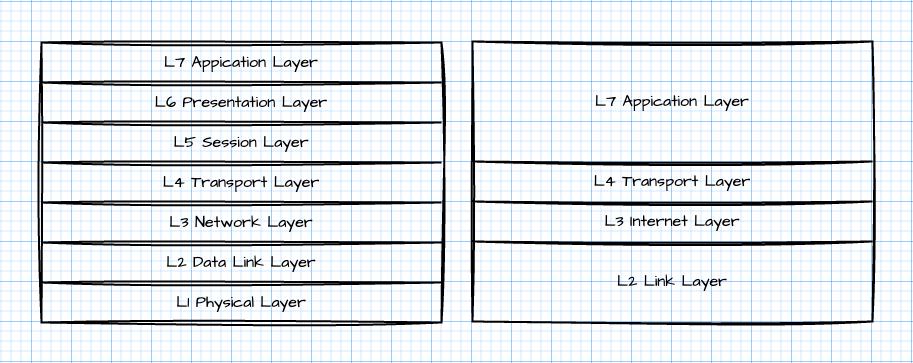 L7 Appication Layer
L6 Presentation Layer
L5 Session Layer
L4 Transport Layer
L3 Network Layer
L2 Data Link Layer
L1 Physical Layer
L7 Appication Layer
L4 Transport Layer
L3 Internet Layer
L2 Link Layer